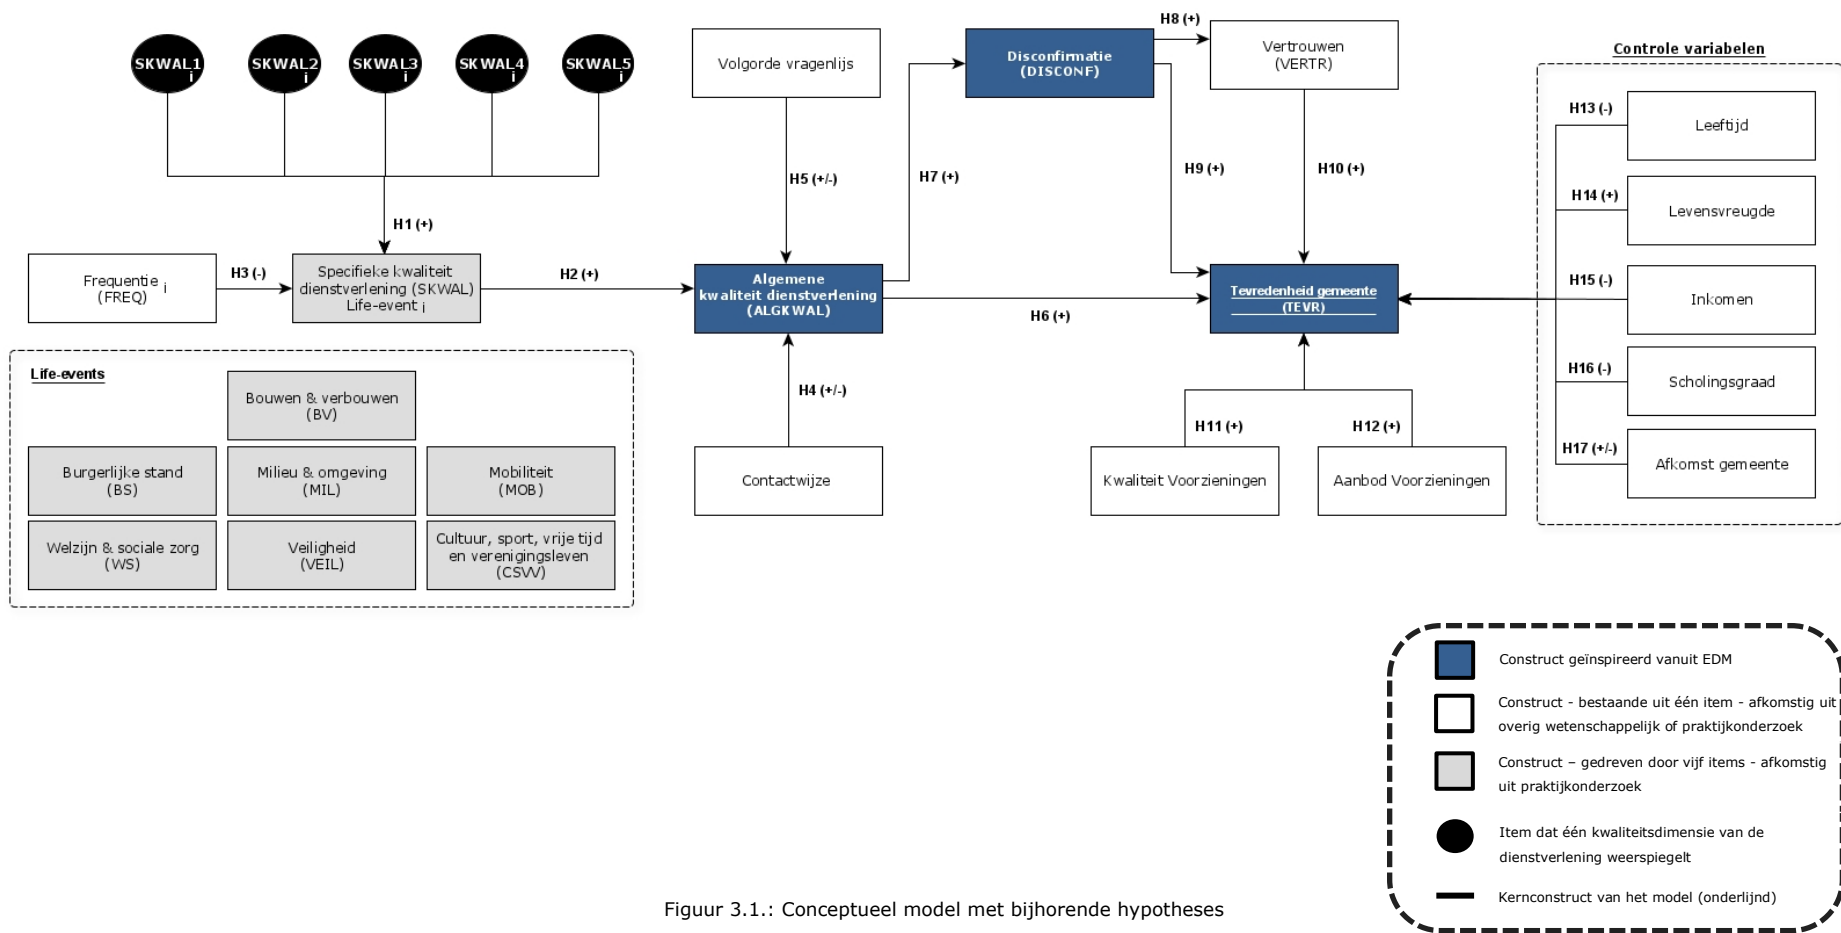 SKWAL1 i
SKWAL2 i
SKWAL3 i
SKWAL4 i
SKWAL5 i
H1 (+)
Frequentie i
(FREQ)
H3 (-)
Specifieke kwaliteit
dienstverlening (SKWAL)
Life-event i
H2 (+)
Volgorde vragenlijs
H5 (+/-)
Algemene
kwaliteit dienstverlening
(ALGKWAL)
H4 (+/-)
Contactwijze
H7 (+)
Disconfirmatie
(DISCONF)
H8 (+)
Vertrouwen
(VERTR)
H9 (+)
H10 (+)
H6 (+)
Tevredenheid gemeente
(TEVR)
H11 (+)
H12 (+)
Kwaliteit Voorzieningen
Aanbod Voorzieningen
Controle variabelen
H13 (-)
Leeftijd
H14 (+)
Levensvreugde
H15 (-)
Inkomen
H16 (-)
Scholingsgraad
H17 (+/-)
Afkomst gemeente
Life-events
Bouwen & verbouwen
(BV)
Burgerlijke stand
(BS)
Milieu & omgeving
(MIL)
Mobiliteit
(MOB)
Welzijn & sociale zorg
(WS)
Veiligheid
(VEIL)
Cultuur, sport, vrije tijd
en verenigingsleven
(CSVV)
Construct geïnspireerd vanuit EDM
Construct - bestaande uit één item - afkomstig uit
overig wetenschappelijk of praktijkonderzoek
Construct – gedreven door vijf items - afkomstig
uit praktijkonderzoek
Item dat één kwaliteitsdimensie van de
dienstverlening weerspiegelt
Kernconstruct van het model (onderlijnd)
Figuur 3.1.: Conceptueel model met bijhorende hypotheses